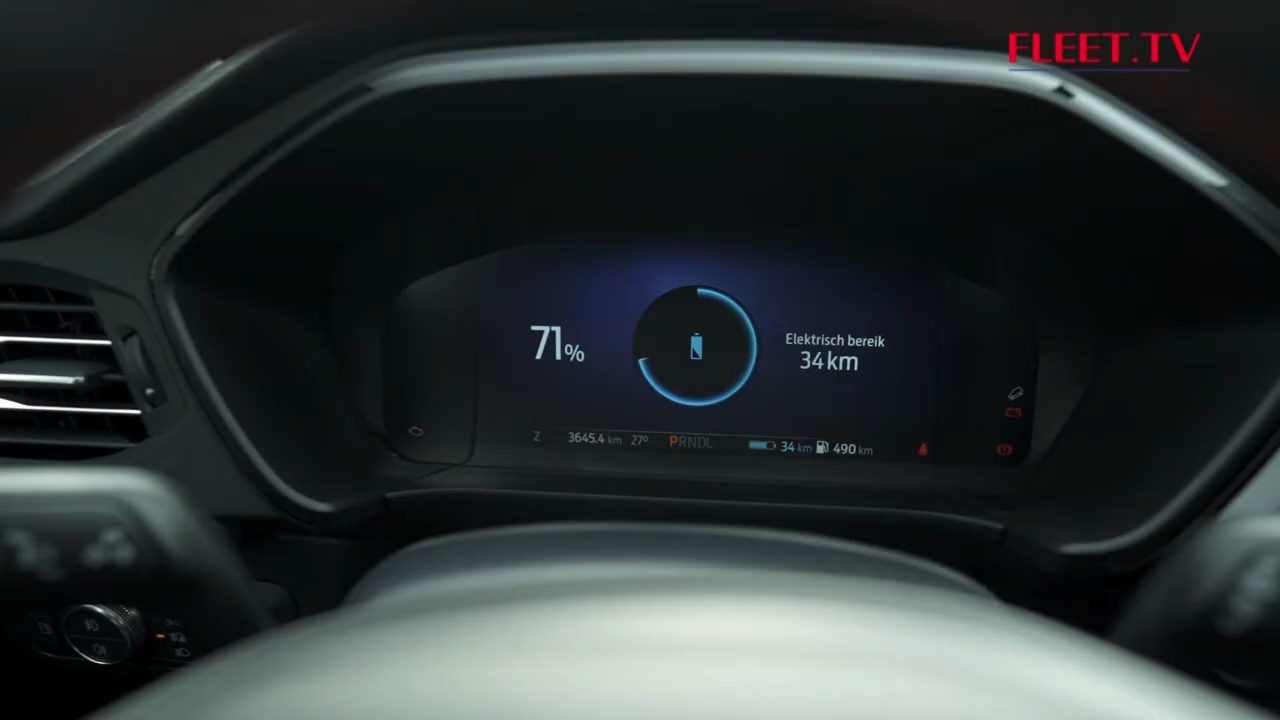 FLEET.TV
71%
Elektrisch bereik
34 km
Z 3645.4 km 27° PRNDL 34 km 490 km